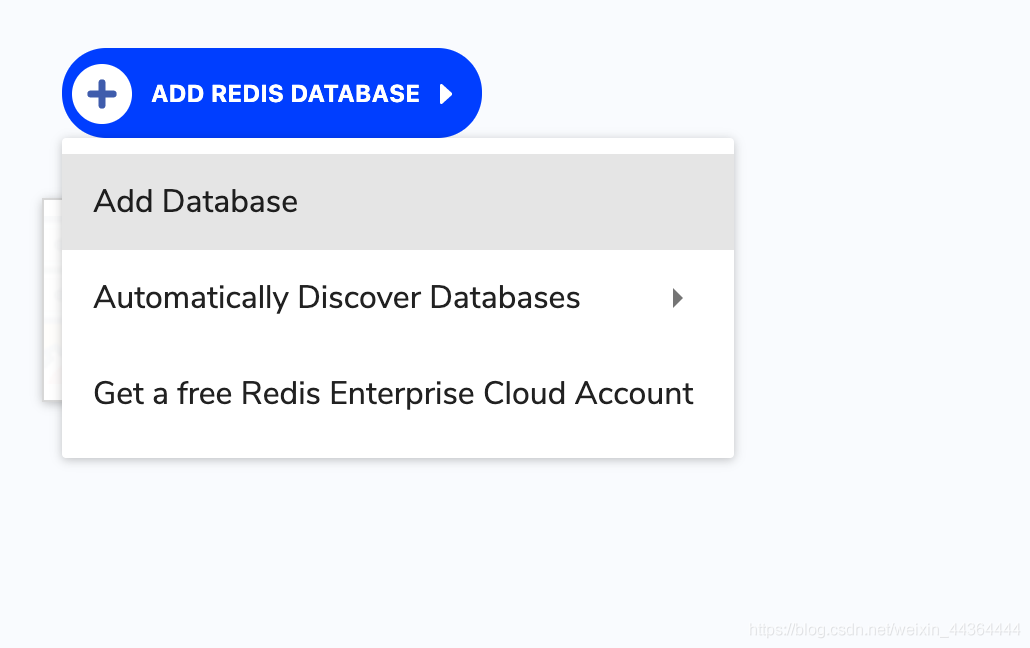 ADD REDIS DATABASE
Add Database
Automatically Discover Databases
Get a free Redis Enterprise Cloud Account
https://blog.csdn.net/weixin_44364444